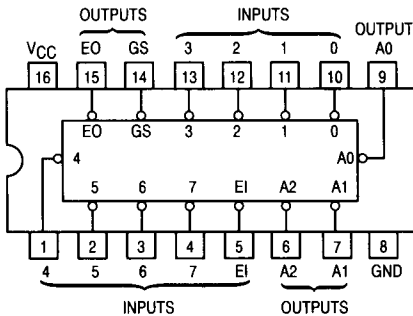 OUTPUTS INPUTS OUTPUT
VCC EO GS 3 2 1 0 A0
16 15 14 13 12 11 10 9
EO GS 3 2 1 0
4 A0
5 6 7 EI A2 A1
1 2 3 4 5 6 7 8
4 5 6 7 EI A2 A1 GND
INPUTS OUTPUTS